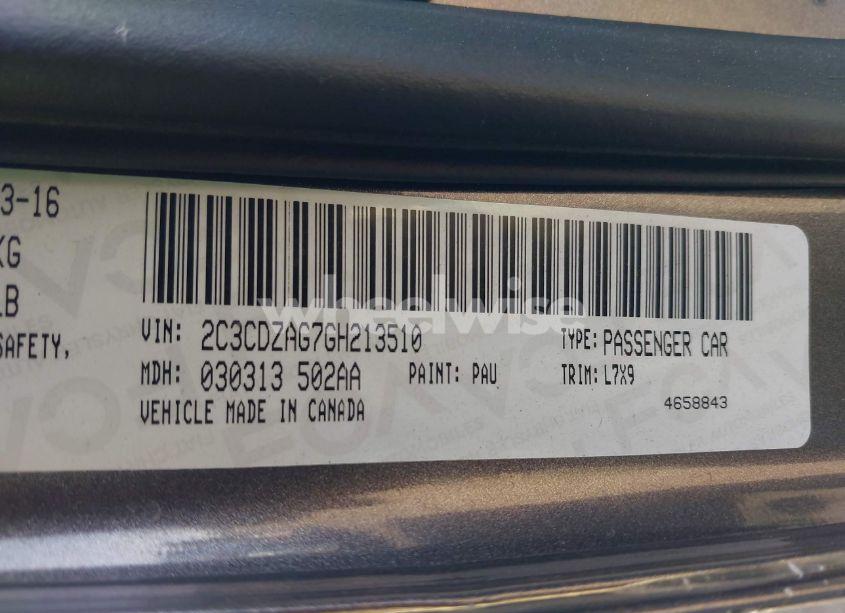 3-16
KG
LB
SAFETY,
wheelwise
VIN: 2C3CDZAG7GH213510 TYPE: PASSENGER CAR
MDH: 030313 502AA PAINT: PAU TRIM: L7X9
VEHICLE MADE IN CANADA 4658843